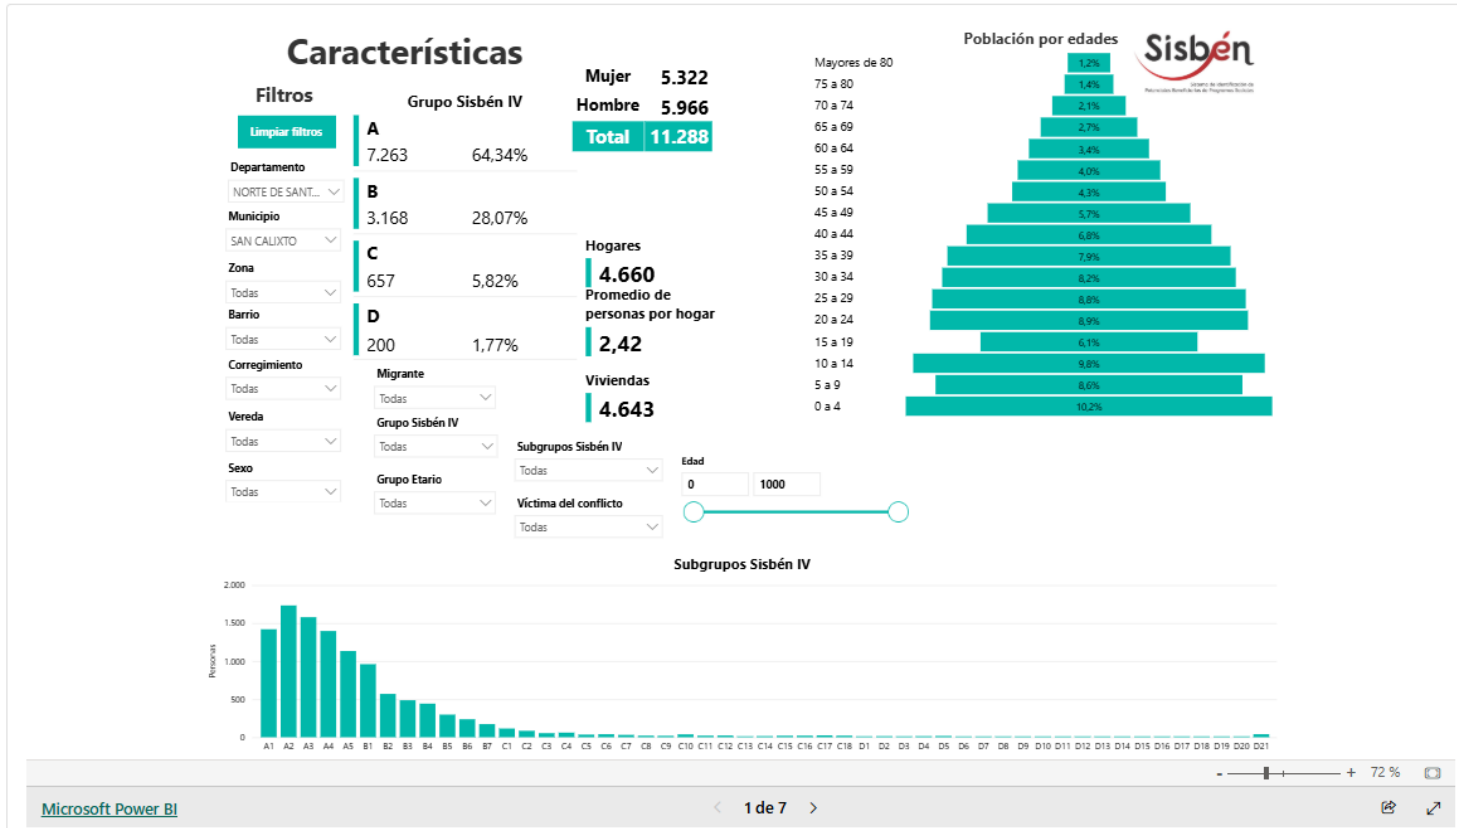 Características
Filtros
Limpiar filtros
Departamento
NORTE DE SANT...
Municipio
SAN CALIXTO
Zona
Todas
Barrio
Todas
Corregimiento
Todas
Vereda
Todas
Sexo
Todas
Grupo Sisbén IV
A
7.263 64,34%
B
3.168 28,07%
C
657 5,82%
D
200 1,77%
Migrante
Todas
Grupo Sisbén IV
Todas
Grupo Etario
Todas
Mujer 5.322
Hombre 5.966
Total 11.288
Hogares
4.660
Promedio de
personas por hogar
2,42
Viviendas
4.643
Subgrupos Sisbén IV
Todas
Víctima del conflicto
Todas
Edad
0 1000
Población por edades
Sisbén
Sistema de Identificación de
Potenciales Beneficiarios de Programas Sociales
Mayores de 80 1,2%
75 a 80 1,4%
70 a 74 2,1%
65 a 69 2,7%
60 a 64 3,4%
55 a 59 4,0%
50 a 54 4,3%
45 a 49 5,7%
40 a 44 6,8%
35 a 39 7,9%
30 a 34 8,2%
25 a 29 8,8%
20 a 24 8,9%
15 a 19 6,1%
10 a 14 9,8%
5 a 9 8,6%
0 a 4 10,2%
Subgrupos Sisbén IV
Personas
2.000
1.500
1.000
500
0
A1 A2 A3 A4 A5 B1 B2 B3 B4 B5 B6 B7 C1 C2 C3 C4 C5 C6 C7 C8 C9 C10 C11 C12 C13 C14 C15 C16 C17 C18 D1 D2 D3 D4 D5 D6 D7 D8 D9 D10 D11 D12 D13 D14 D15 D16 D17 D18 D19 D20 D21
- + 72 %
Microsoft Power BI
1 de 7